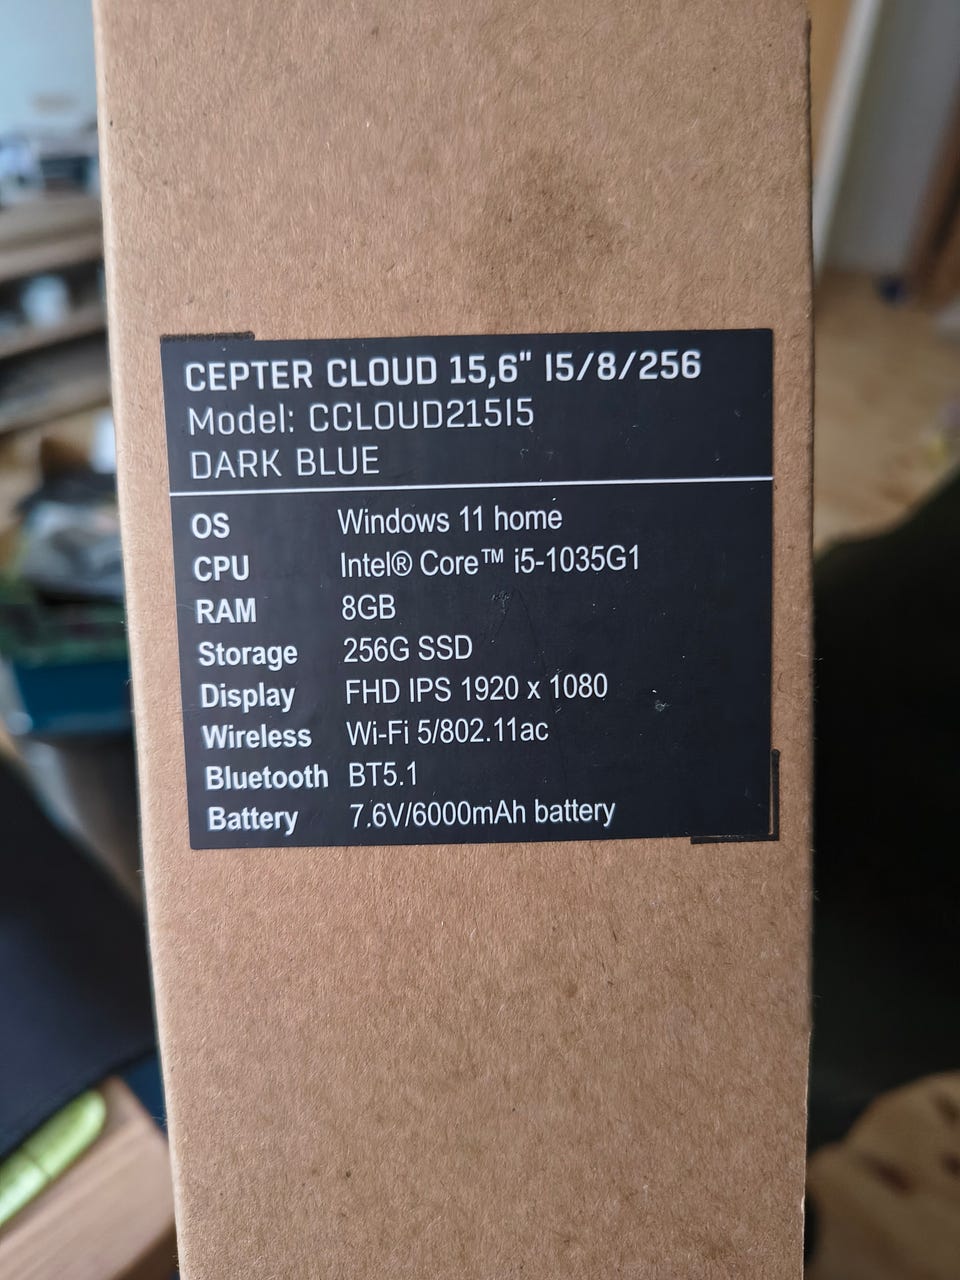 CEPTER CLOUD 15,6" I5/8/256
Model: CCLOUD215I5
DARK BLUE
OS Windows 11 home
CPU Intel® Core™ i5-1035G1
RAM 8GB
Storage 256G SSD
Display FHD IPS 1920 x 1080
Wireless Wi-Fi 5/802.11ac
Bluetooth BT5.1
Battery 7.6V/6000mAh battery